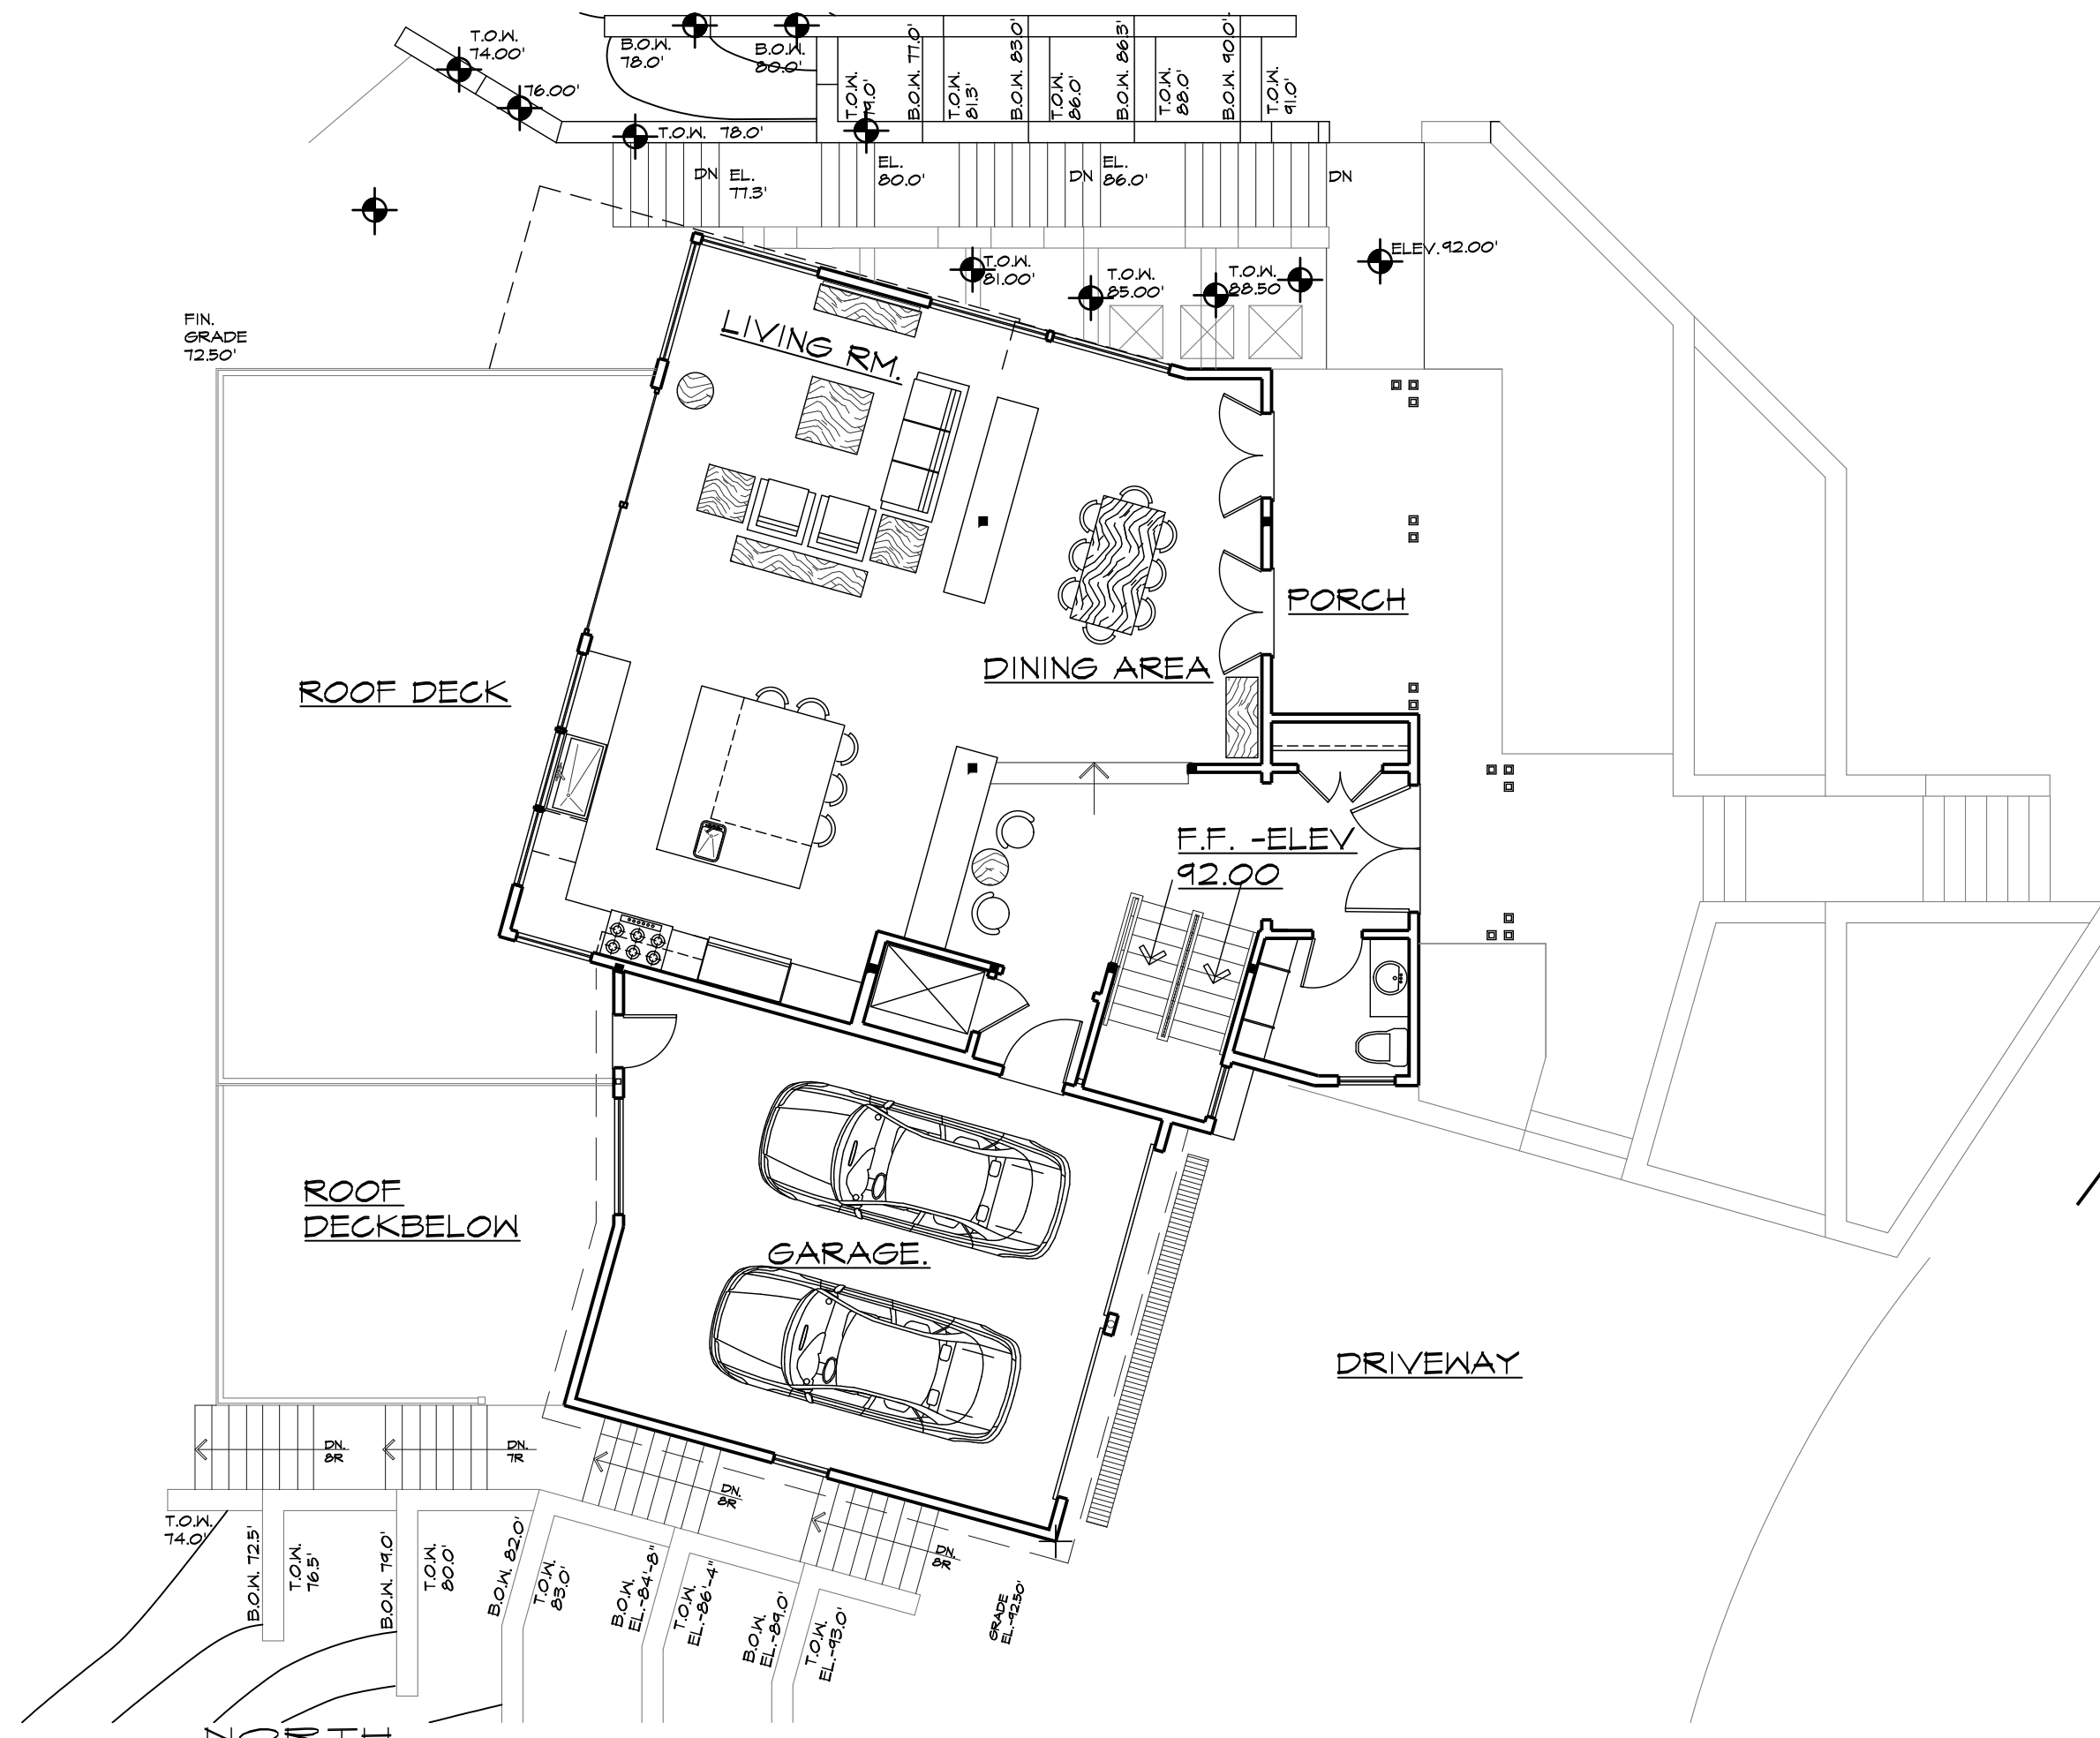 T.O.W.
74.00'
76.00'
B.O.W.
78.0'
B.O.W.
80.0'
T.O.W.
79.0'
B.O.W. 77.0'
T.O.W.
81.3'
B.O.W. 83.0'
T.O.W.
86.0'
B.O.W. 86.3'
T.O.W.
88.0'
B.O.W. 90.0'
T.O.W.
91.0'
T.O.W. 78.0'
DN
EL.
77.3'
EL.
80.0'
DN
EL.
86.0'
DN
T.O.W.
81.00'
T.O.W.
85.00'
T.O.W.
88.50
ELEV. 92.00'
FIN.
GRADE
72.50'
LIVING RM.
PORCH
DINING AREA
ROOF DECK
F.F. -ELEV
92.00
ROOF
DECKBELOW
GARAGE.
DRIVEWAY
DN.
8R
DN.
7R
DN.
8R
DN.
8R
T.O.W.
74.0'
B.O.W. 72.5'
T.O.W.
76.5'
B.O.W. 79.0'
T.O.W.
80.0'
B.O.W. 82.0'
T.O.W.
83.0'
B.O.W.
EL.-84'-8"
T.O.W.
EL.-86'-4"
B.O.W.
EL.-89.0'
T.O.W.
EL.-93.0'
GRADE
EL.-92.50'
NORTH